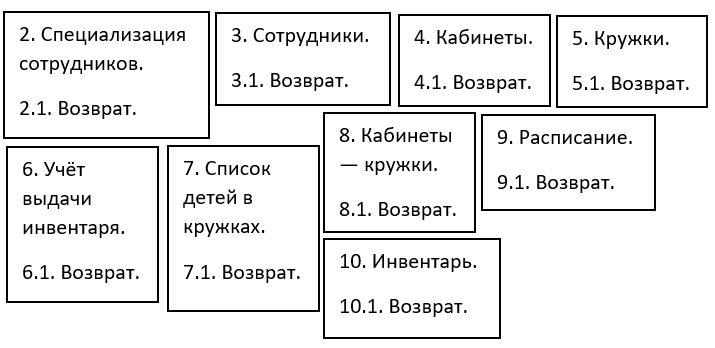 2. Специализация
сотрудников.
2.1. Возврат.
3. Сотрудники.
3.1. Возврат.
4. Кабинеты.
4.1. Возврат.
5. Кружки.
5.1. Возврат.
6. Учёт
выдачи
инвентаря.
6.1. Возврат.
7. Список
детей в
кружках.
7.1. Возврат.
8. Кабинеты
— кружки.
8.1. Возврат.
9. Расписание.
9.1. Возврат.
10. Инвентарь.
10.1. Возврат.